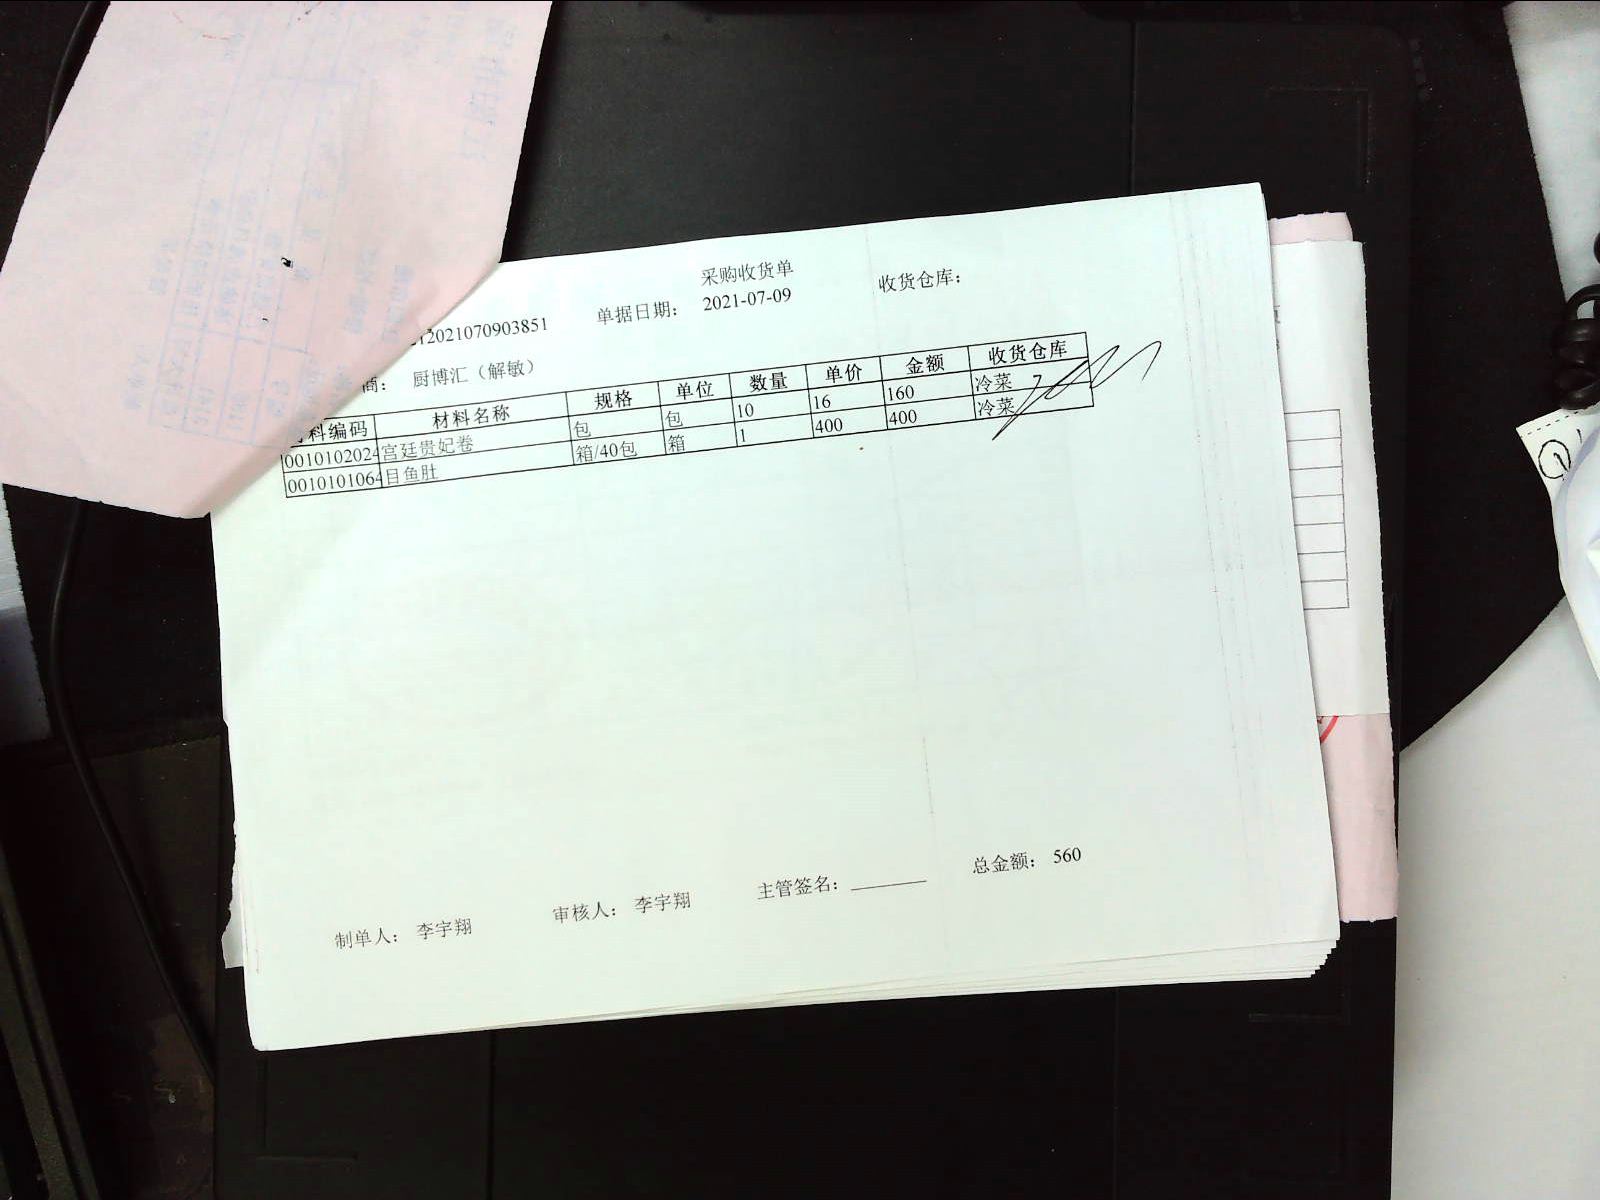 采购收货单
2021070903851 单据日期： 2021-07-09 收货仓库：
商： 厨博汇（解敏）
料编码 材料名称 规格 单位 数量 单价 金额 收货仓库
0010102024 宫廷贵妃卷 包 包 10 16 160 冷菜
0010101064 目鱼肚 箱/40包 箱 1 400 400 冷菜
制单人： 李宇翔 审核人： 李宇翔 主管签名： 总金额： 560